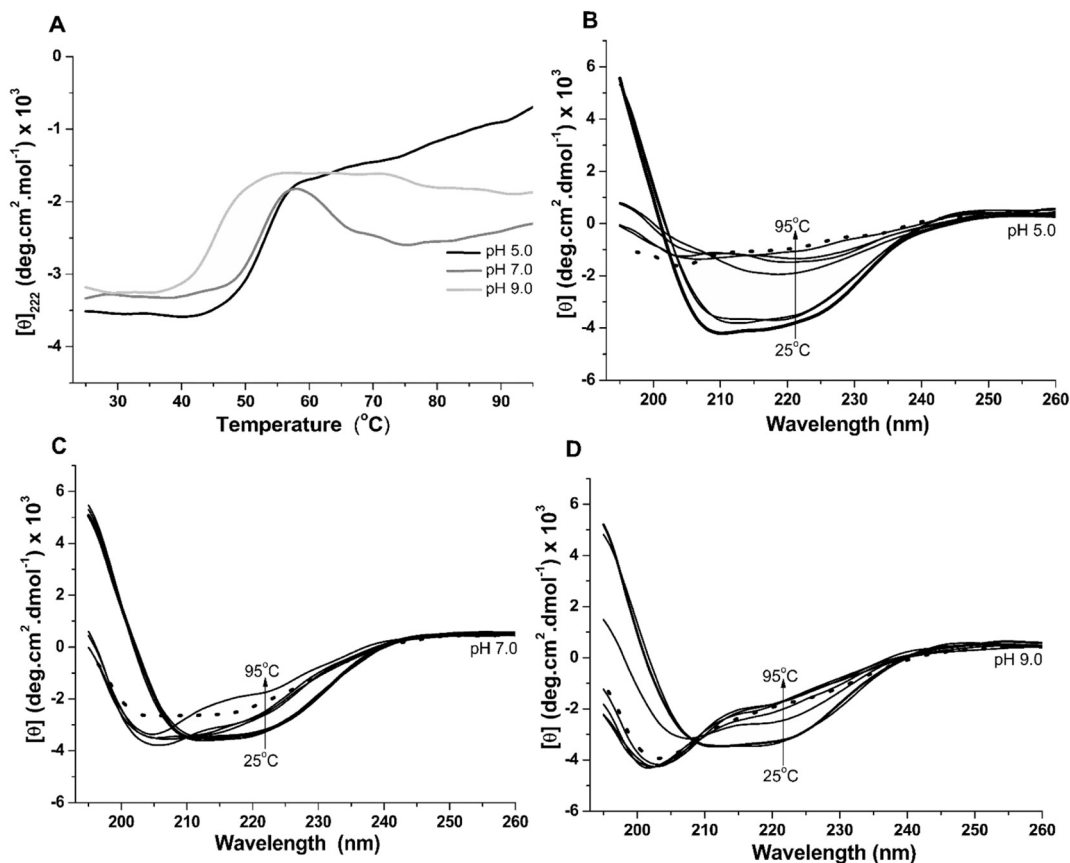 A
[θ]₂₂₂ (deg.cm².mol⁻¹) x 10³
0
-1
-2
-3
-4
30 40 50 60 70 80 90
Temperature (°C)
pH 5.0
pH 7.0
pH 9.0
B
[θ] (deg.cm².dmol⁻¹) x 10³
6
4
2
0
-2
-4
-6
95°C
25°C
pH 5.0
200 210 220 230 240 250 260
Wavelength (nm)
C
[θ] (deg.cm².dmol⁻¹) x 10³
6
4
2
0
-2
-4
-6
95°C
25°C
pH 7.0
200 210 220 230 240 250 260
Wavelength (nm)
D
[θ] (deg.cm².dmol⁻¹) x 10³
6
4
2
0
-2
-4
-6
95°C
25°C
pH 9.0
200 210 220 230 240 250 260
Wavelength (nm)